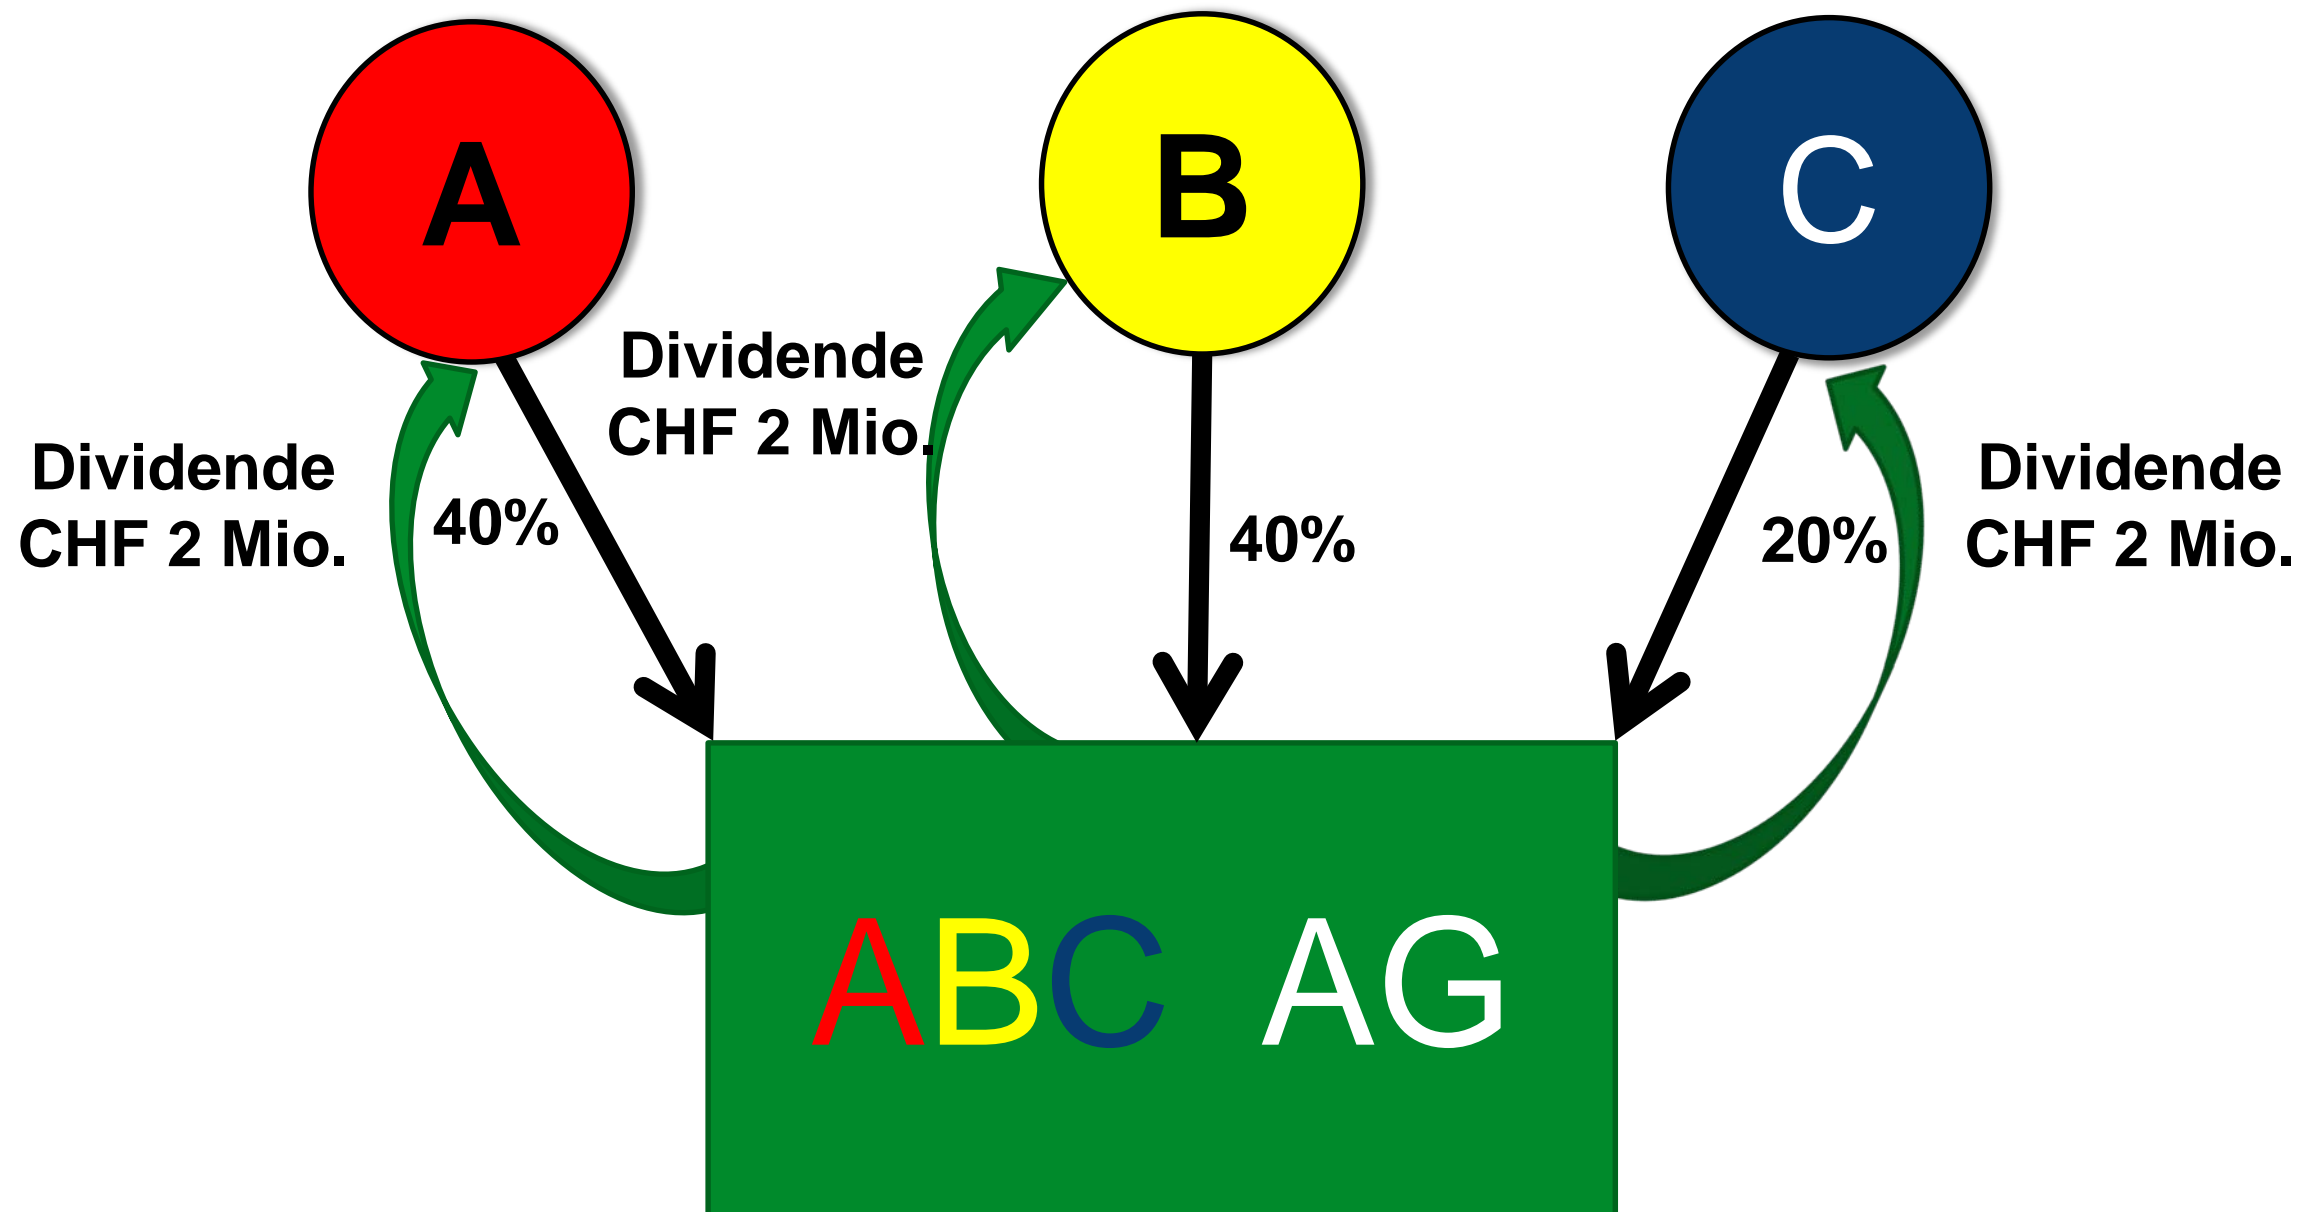 A
B
C
Dividende
CHF 2 Mio.
Dividende
CHF 2 Mio.
Dividende
CHF 2 Mio.
40%
40%
20%
ABC AG